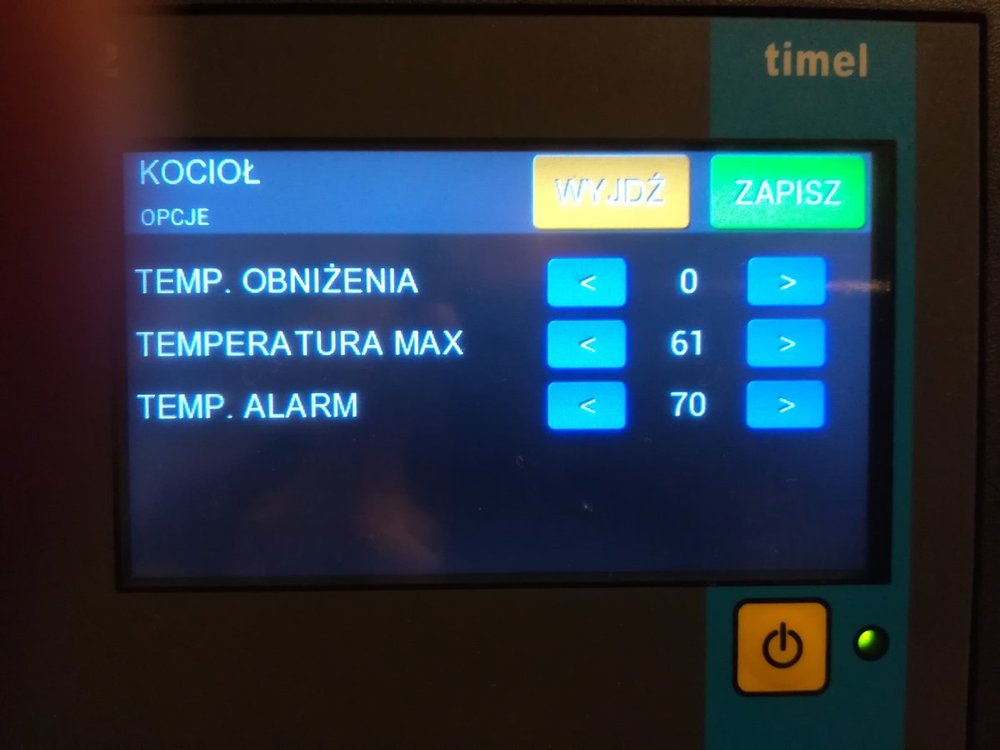 timel
KOCIOŁ
OPCJE
WYJDŹ
ZAPISZ
TEMP. OBNIŻENIA < 0 >
TEMPERATURA MAX < 61 >
TEMP. ALARM < 70 >